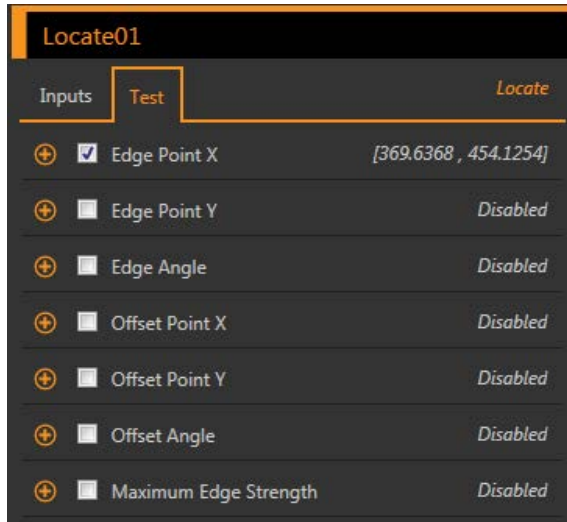 Locate01
Inputs Test Locate
Edge Point X [369.6368 , 454.1254]
Edge Point Y Disabled
Edge Angle Disabled
Offset Point X Disabled
Offset Point Y Disabled
Offset Angle Disabled
Maximum Edge Strength Disabled